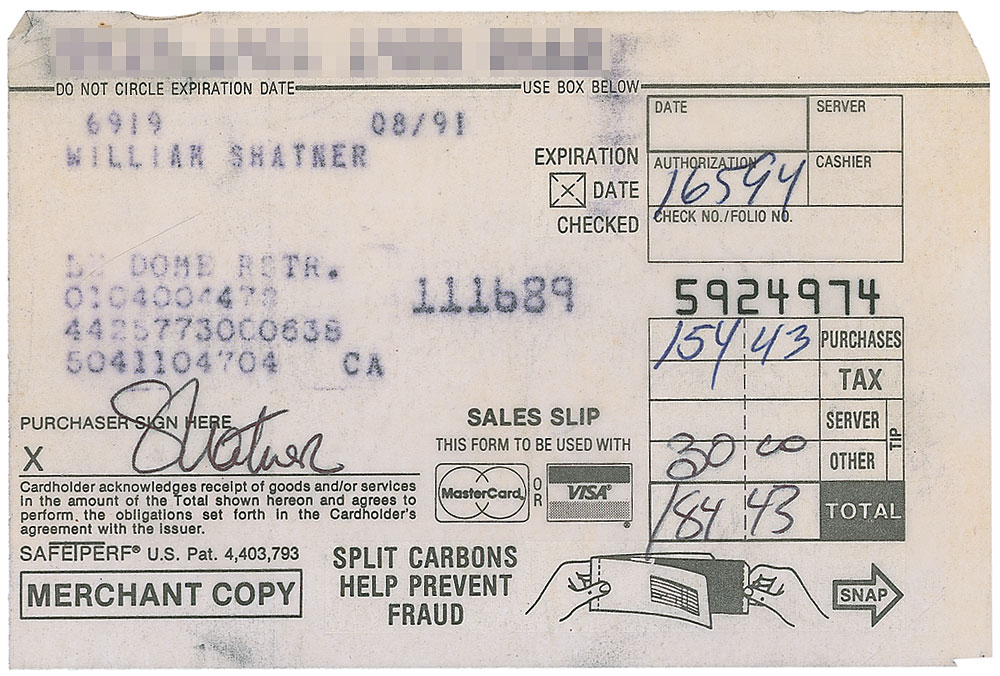 DO NOT CIRCLE EXPIRATION DATE
USE BOX BELOW
6919 08/91
WILLIAM SHATNER
EXPIRATION
DATE
CHECKED
DATE
SERVER
AUTHORIZATION
16594
CASHIER
CHECK NO./FOLIO NO.
DOME RSTR.
111689
5924974
5041104704 CA
154 43 PURCHASES
TAX
SERVER
TIP
30 00 OTHER
184 43 TOTAL
PURCHASER SIGN HERE
X Shatner
Cardholder acknowledges receipt of goods and/or services
in the amount of the Total shown hereon and agrees to
perform the obligations set forth in the Cardholder's
agreement with the issuer.
SALES SLIP
THIS FORM TO BE USED WITH
MasterCard
OR
VISA®
SAFEIPERF® U.S. Pat. 4,403,793
MERCHANT COPY
SPLIT CARBONS
HELP PREVENT
FRAUD
SNAP